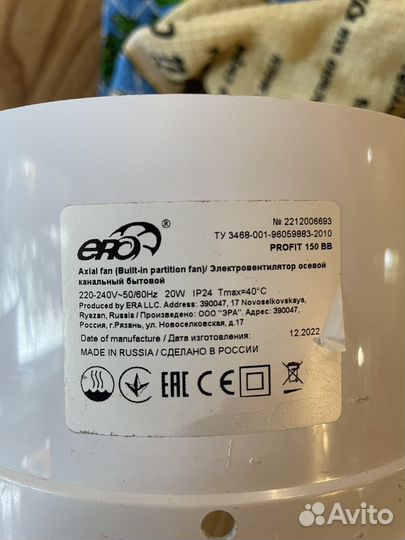 ERA ®
№ 2212006693
ТУ 3468-001-96059883-2010
PROFIT 150 BB
Axial fan (Built-in partition fan)/ Электровентилятор осевой
канальный бытовой
220-240V~50/60Hz 20W IP24 Tmax=40°C
Produced by ERA LLC. Address: 390047, 17 Novoselkovskaya,
Ryazan, Russia / Произведено: ООО "ЭРА", Адрес: 390047,
Россия, г.Рязань, ул. Новоселковская, д.17
Date of manufacture / Дата изготовления: 12.2022
MADE IN RUSSIA / СДЕЛАНО В РОССИИ
EAC CE
Avito